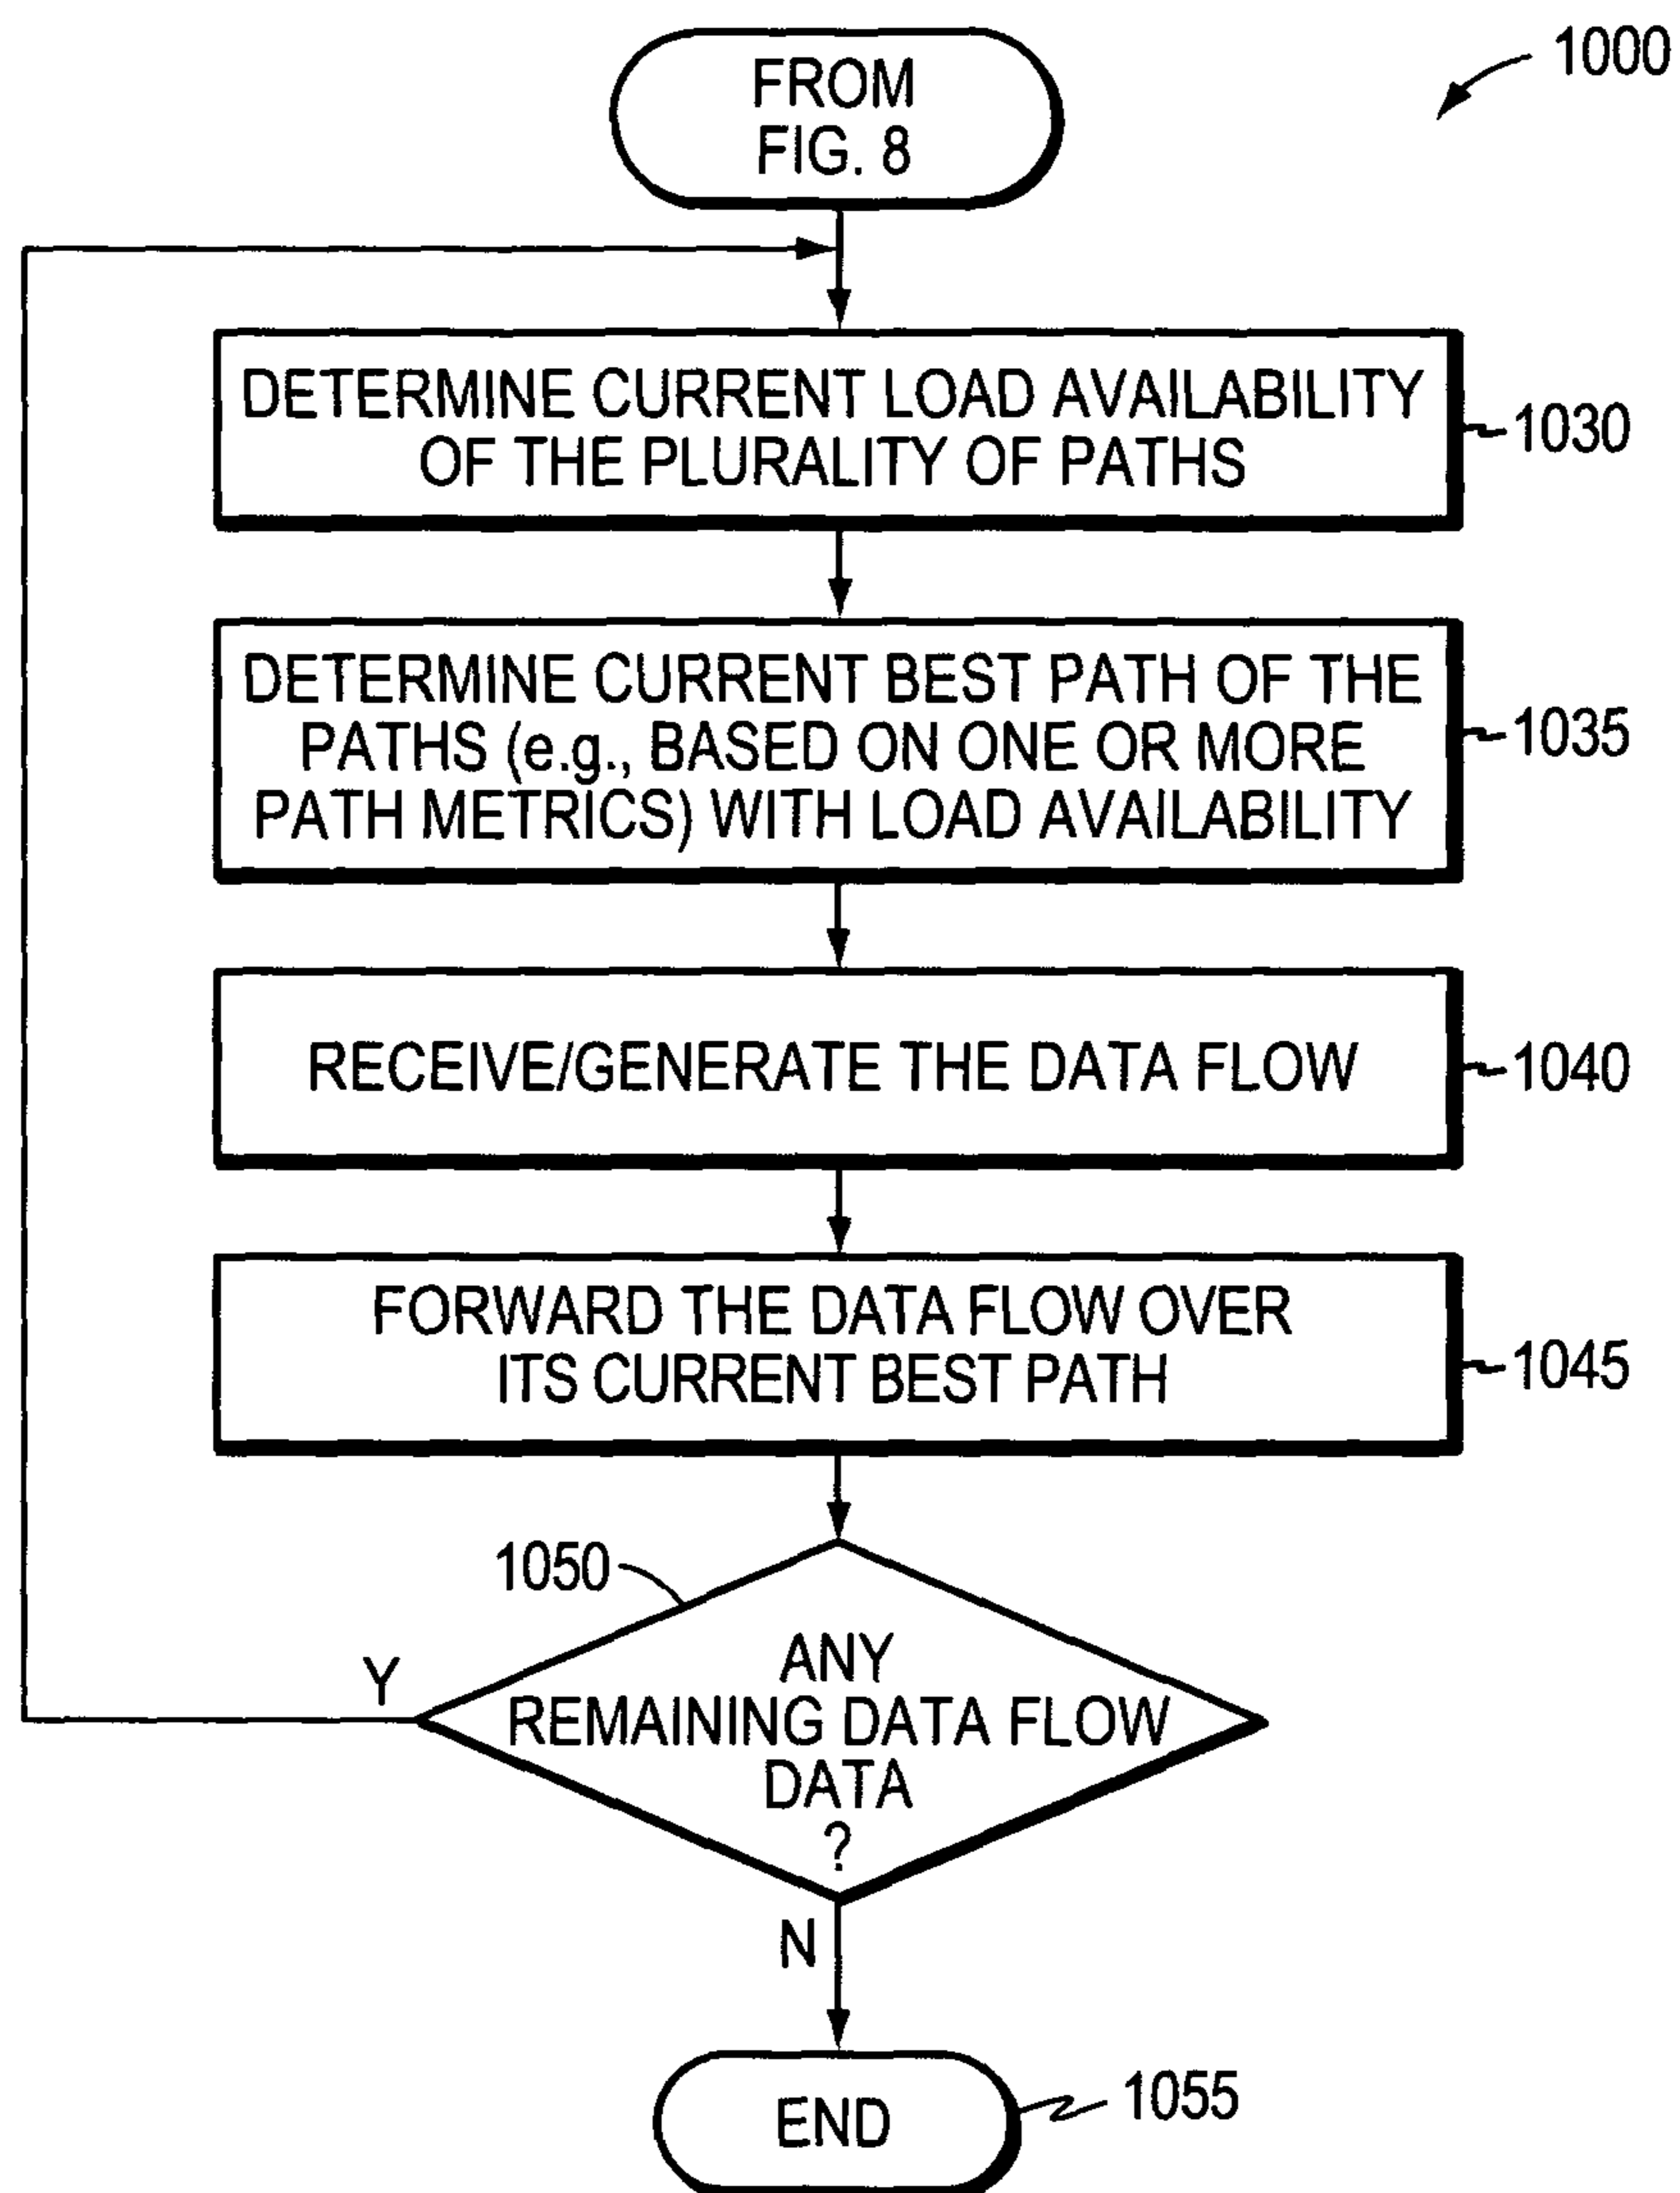 FROM
FIG. 8
1000
DETERMINE CURRENT LOAD AVAILABILITY
OF THE PLURALITY OF PATHS
1030
DETERMINE CURRENT BEST PATH OF THE
PATHS (e.g., BASED ON ONE OR MORE
PATH METRICS) WITH LOAD AVAILABILITY
1035
RECEIVE/GENERATE THE DATA FLOW
1040
FORWARD THE DATA FLOW OVER
ITS CURRENT BEST PATH
1045
1050
Y
ANY
REMAINING DATA FLOW
DATA
?
N
END
1055